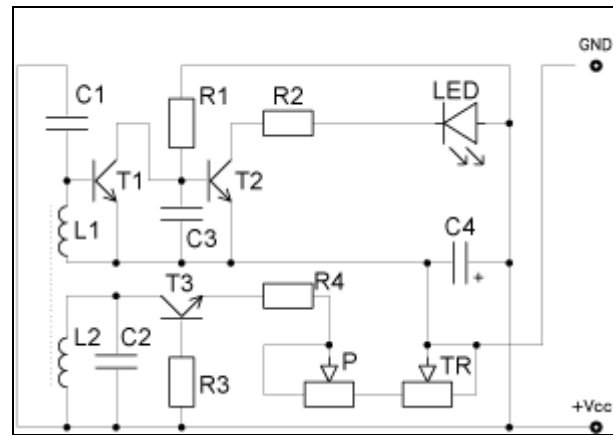 GND
C1
R1
R2
LED
T1
T2
L1
C3
C4
+
T3
R4
L2
C2
R3
P
TR
+Vcc